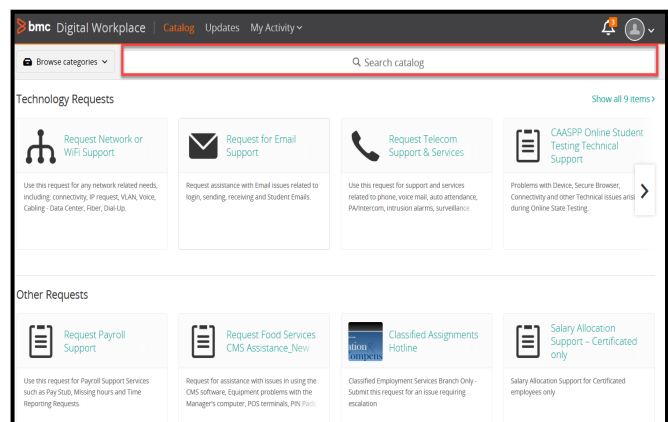 bmc Digital Workplace Catalog Updates My Activity 3
Browse categories Search catalog
Technology Requests Show all 9 items
Request Network or
WiFi Support
Use this request for any network related needs,
including: connectivity, IP request, VLAN, Voice,
Cabling - Data Center, Fiber, Dial-Up.
Request for Email
Support
Request assistance with Email issues related to
login, sending, receiving and Student Emails.
Request Telecom
Support & Services
Use this request for support and services
related to phone, voice mail, auto attendance,
PA/Intercom, intrusion alarms, surveillance
CAASPP Online Student
Testing Technical
Support
Problems with Device, Secure Browser,
Connectivity and other Technical issues
during Online State Testing.
Other Requests
Request Payroll
Support
Use this request for Payroll Support Services
such as Pay Stub, Missing hours and Time
Reporting Requests.
Request Food Services
CMS Assistance_New
Request for assistance with issues in using the
CMS software, Equipment problems with the
Manager's computer, POS terminals, PIN Pads,
Classified Assignments
Hotline
Classified Employment Services Branch Only -
Submit this request for an issue requiring
escalation
Salary Allocation
Support – Certificated
only
Salary Allocation Support for Certificated
employees only